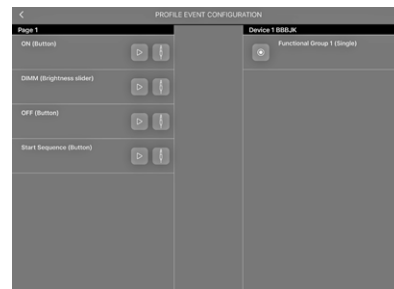 PROFILE EVENT CONFIGURATION
Page 1
Device 1 BBBJK
ON (Button)
Functional Group 1 (Single)
DIMM (Brightness slider)
OFF (Button)
Start Sequence (Button)